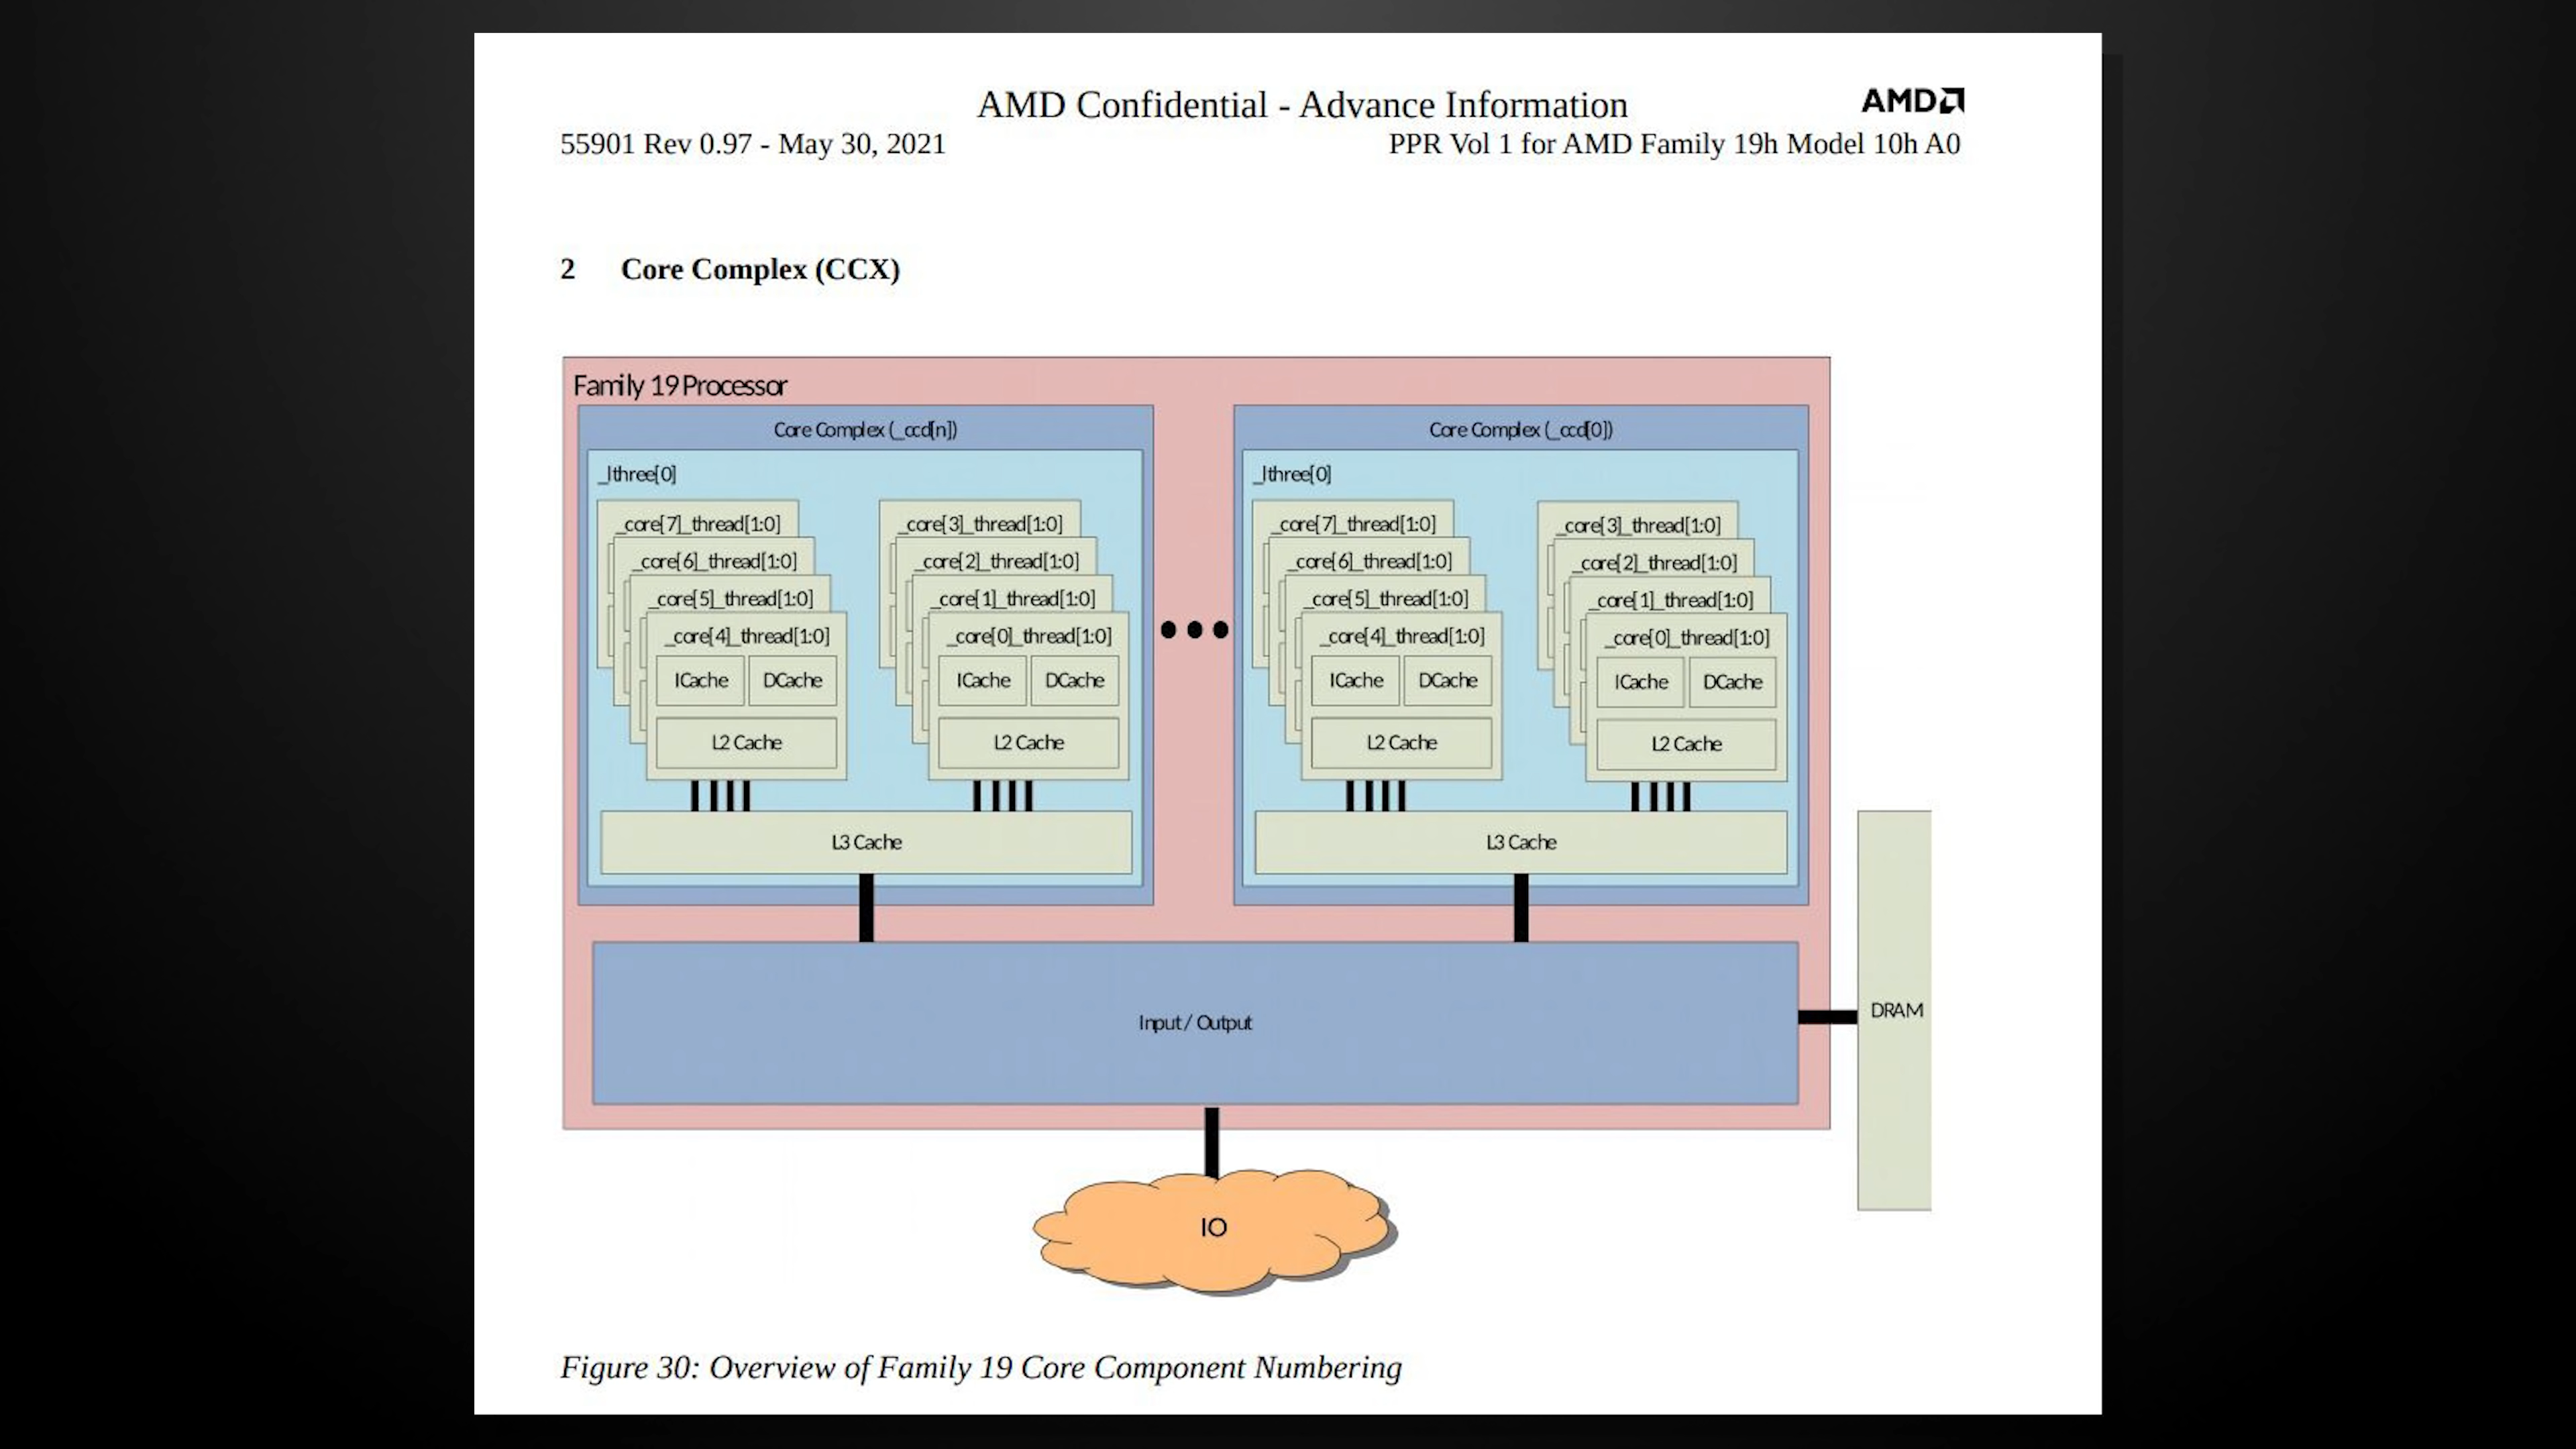 AMD Confidential - Advance Information
AMD
55901 Rev 0.97 - May 30, 2021
PPR Vol 1 for AMD Family 19h Model 10h A0
2 Core Complex (CCX)
Family 19 Processor
Core Complex (_ccd[n])
_lthree[0]
_core[7]_thread[1:0]
_core[6]_thread[1:0]
_core[5]_thread[1:0]
_core[4]_thread[1:0]
ICache
DCache
L2 Cache
_core[3]_thread[1:0]
_core[2]_thread[1:0]
_core[1]_thread[1:0]
_core[0]_thread[1:0]
ICache
DCache
L2 Cache
L3 Cache
Core Complex (_ccd[0])
_lthree[0]
_core[7]_thread[1:0]
_core[6]_thread[1:0]
_core[5]_thread[1:0]
_core[4]_thread[1:0]
ICache
DCache
L2 Cache
_core[3]_thread[1:0]
_core[2]_thread[1:0]
_core[1]_thread[1:0]
_core[0]_thread[1:0]
ICache
DCache
L2 Cache
L3 Cache
Input / Output
DRAM
IO
Figure 30: Overview of Family 19 Core Component Numbering